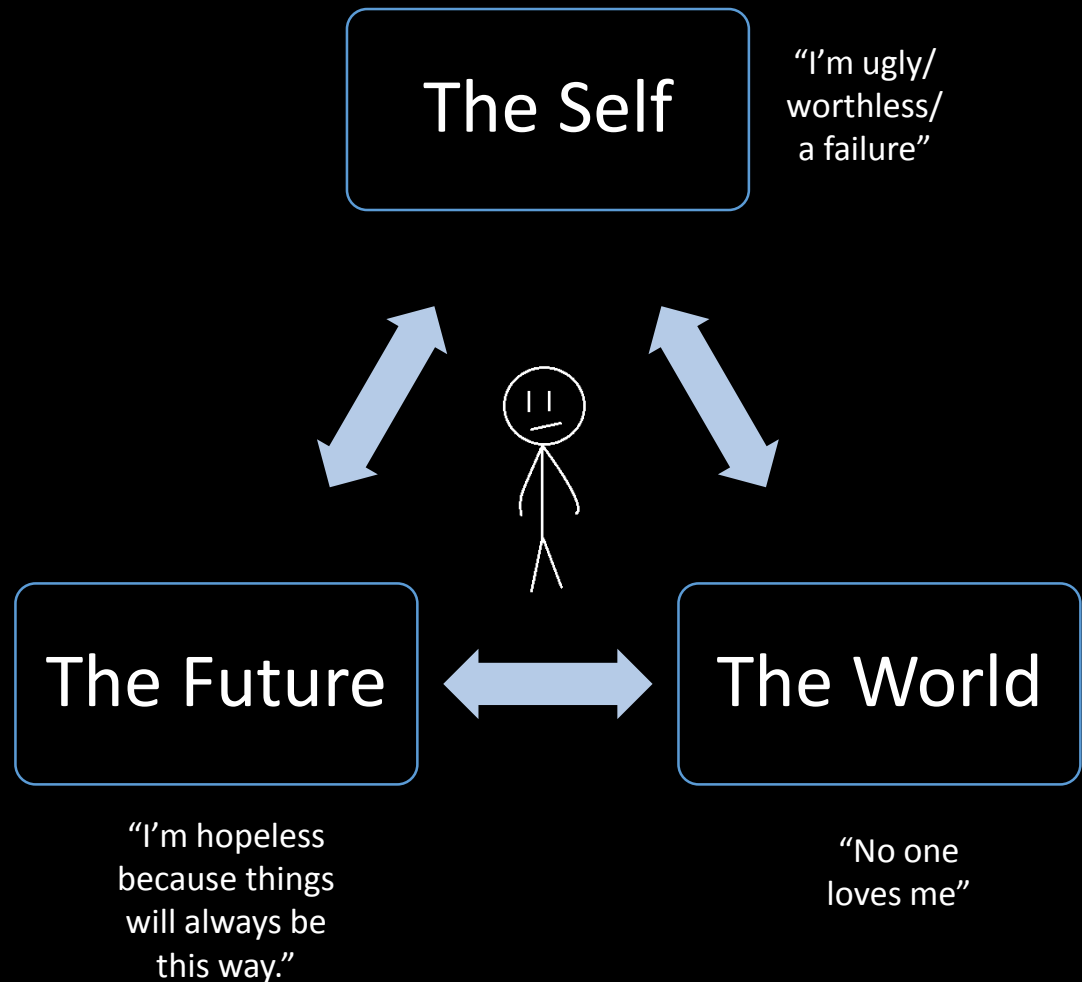 The Self
“I’m ugly/
worthless/
a failure”
The Future
The World
“I’m hopeless
because things
will always be
this way.”
“No one
loves me”